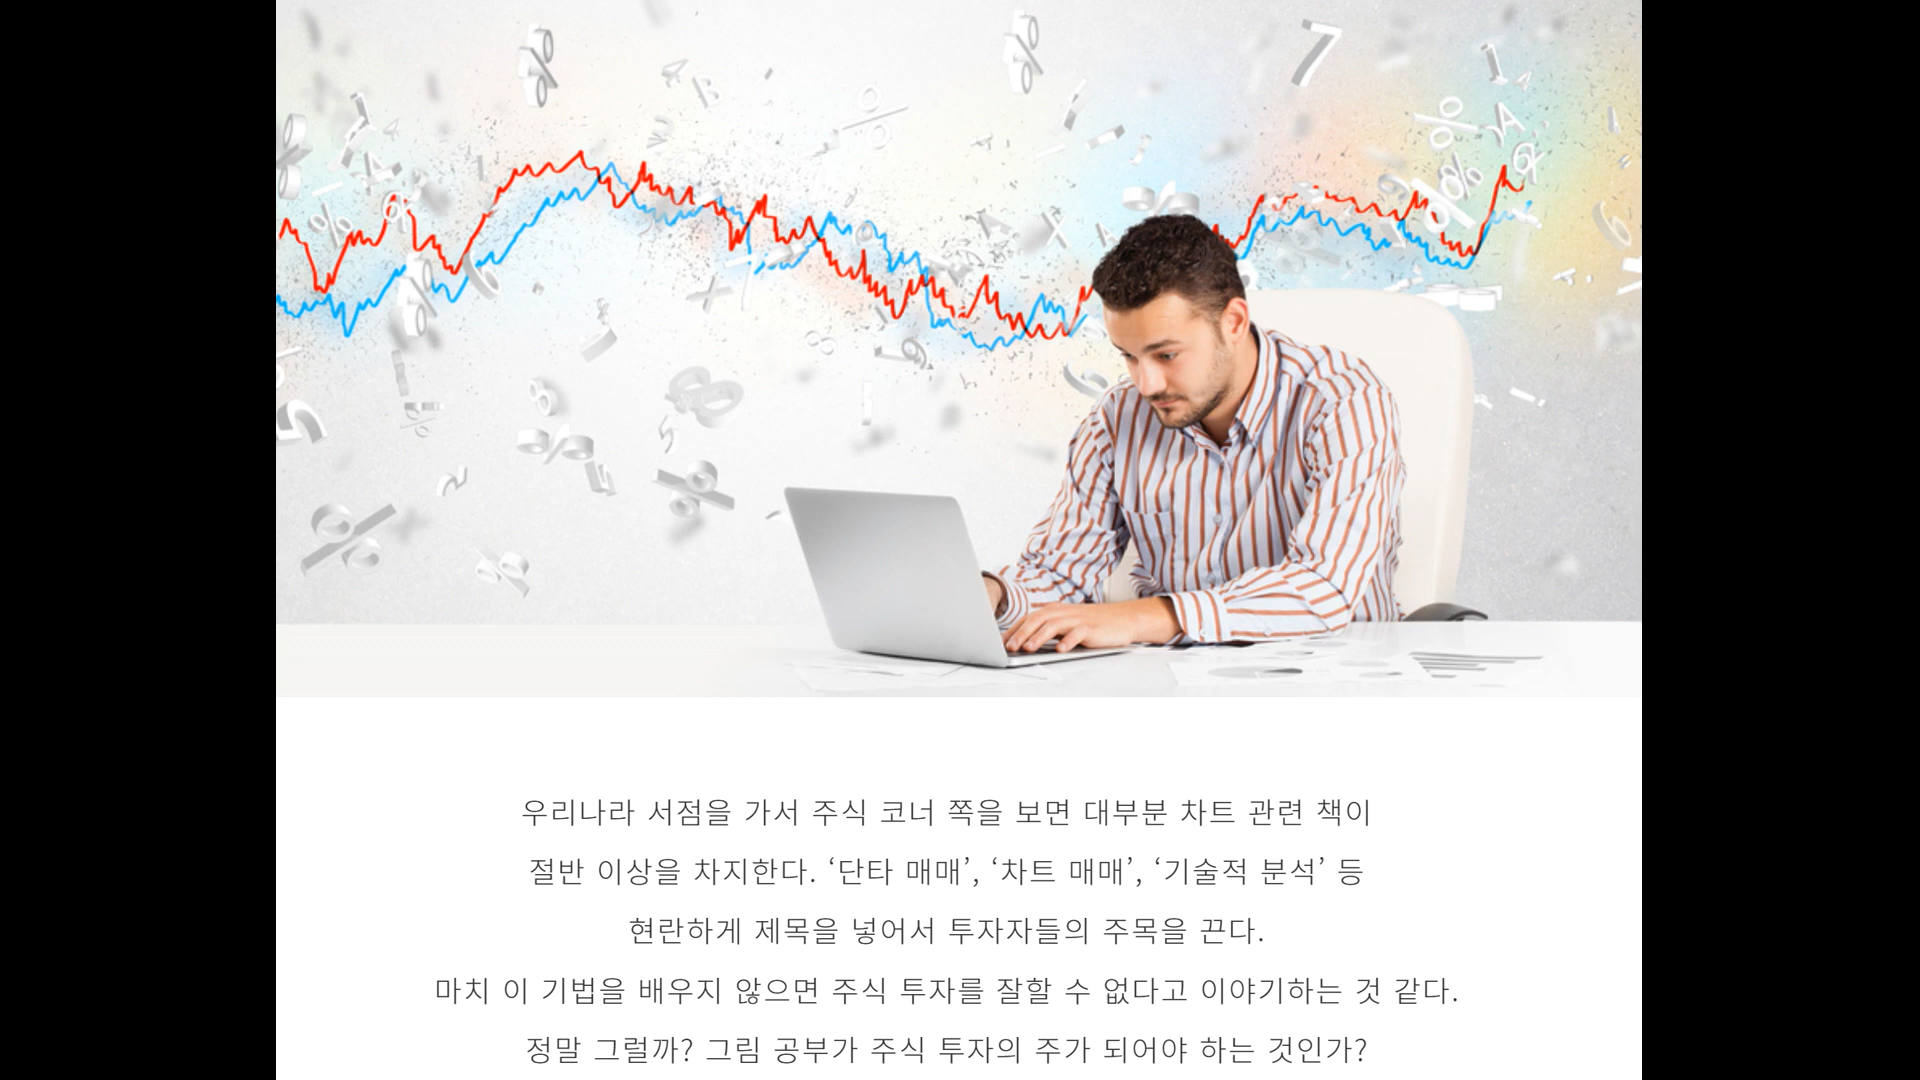 우리나라 서점을 가서 주식 코너 쪽을 보면 대부분 차트 관련 책이
절반 이상을 차지한다. ‘단타 매매’, ‘차트 매매’, ‘기술적 분석’ 등
현란하게 제목을 넣어서 투자자들의 주목을 끈다.
마치 이 기법을 배우지 않으면 주식 투자를 잘할 수 없다고 이야기하는 것 같다.
정말 그럴까? 그림 공부가 주식 투자의 주가 되어야 하는 것인가?